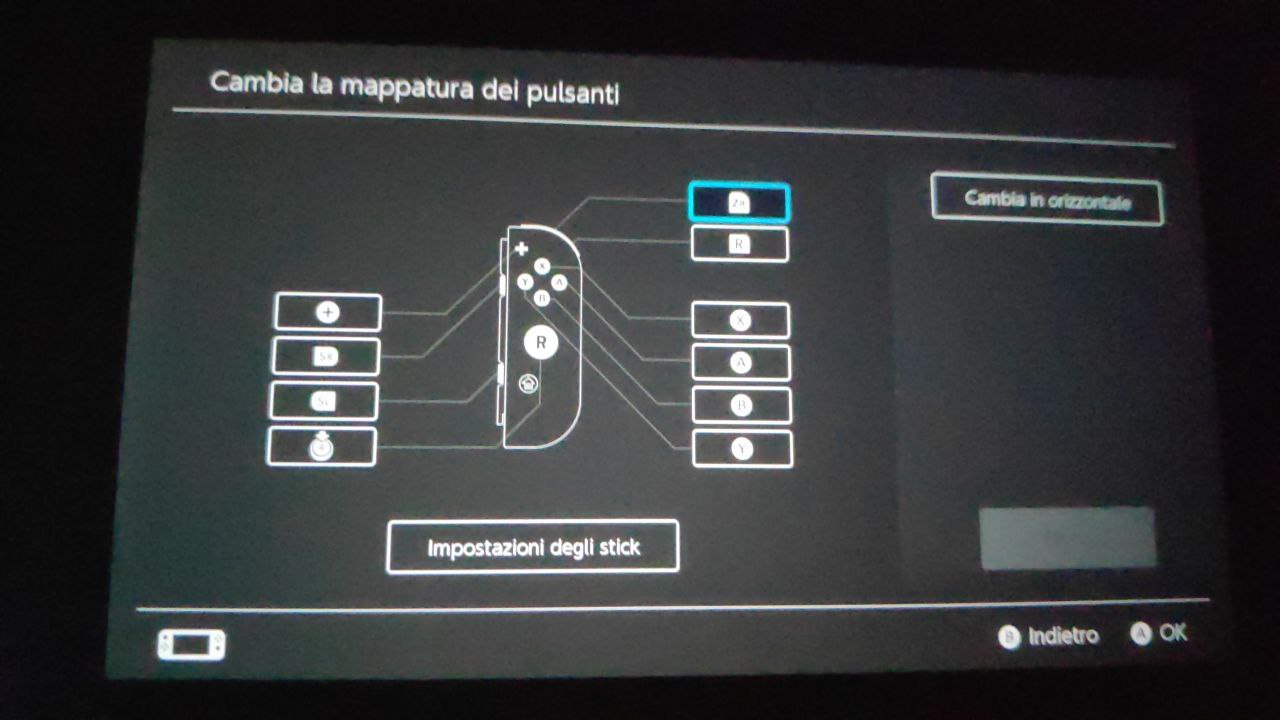 Cambia la mappatura dei pulsanti
ZR
Cambia in orizzontale
R
X
Y
A
B
+
X
SR
R
A
SL
B
Y
Impostazioni degli stick
B Indietro
A OK